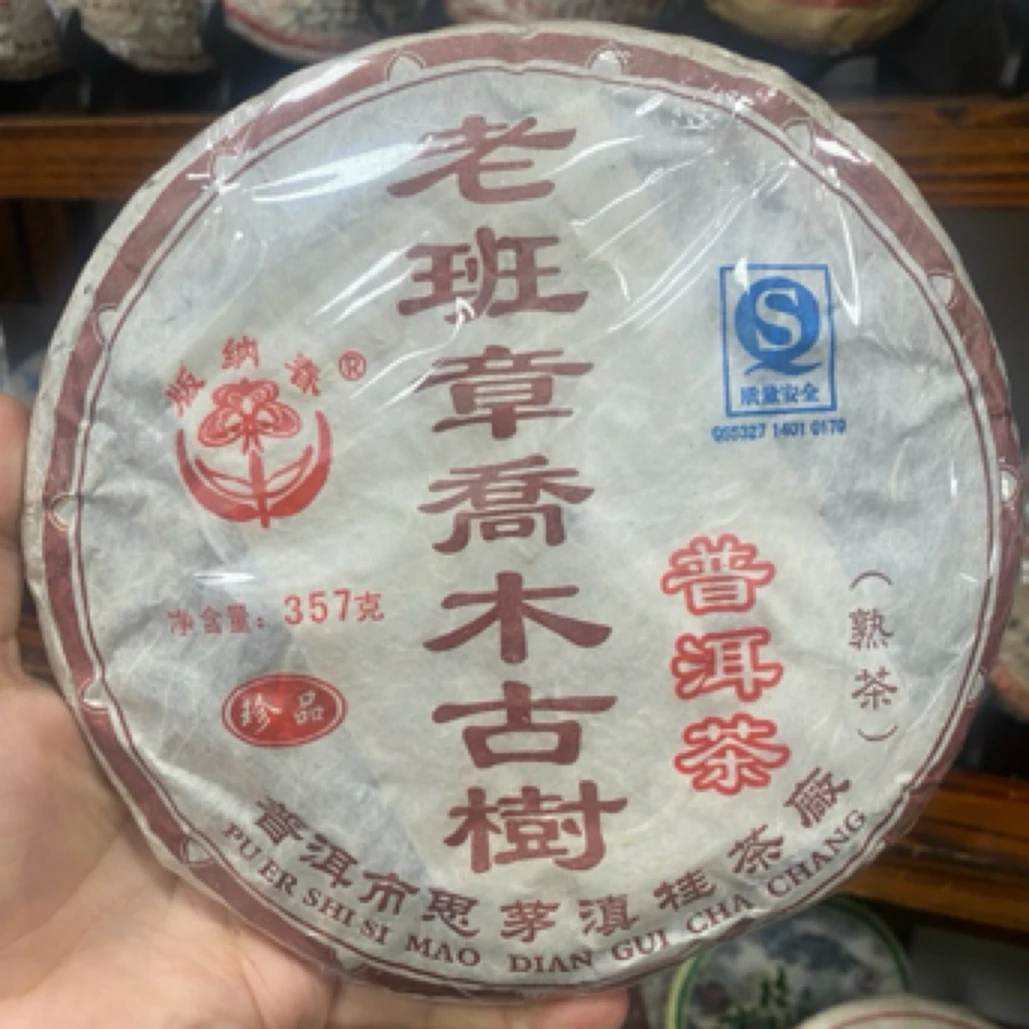 老班章喬木古樹
版纳
®
净含量：357克
珍品
质量安全
QS5327 1401 0170
普洱茶
（熟茶）
普洱市思茅滇桂茶廠
PU ER SHI SI MAO DIAN GUI CHA CHANG